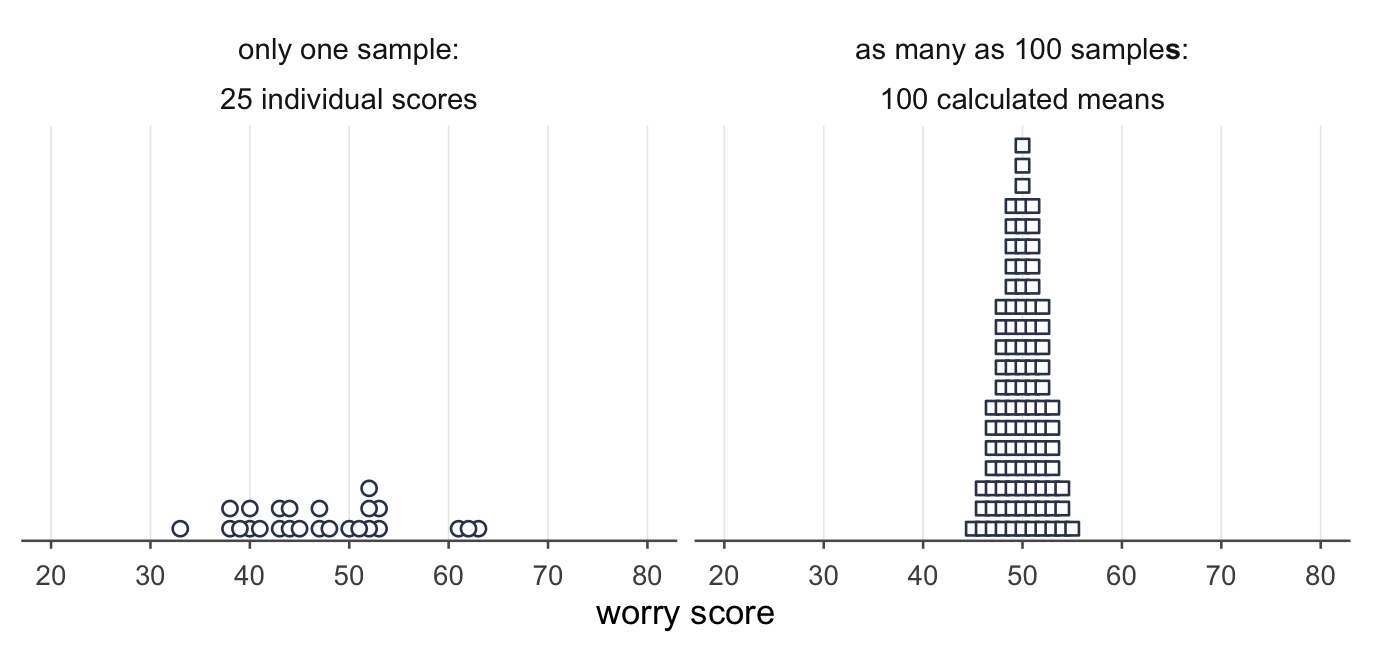 only one sample:
25 individual scores
as many as 100 samples:
100 calculated means
20 30 40 50 60 70 80
20 30 40 50 60 70 80
worry score